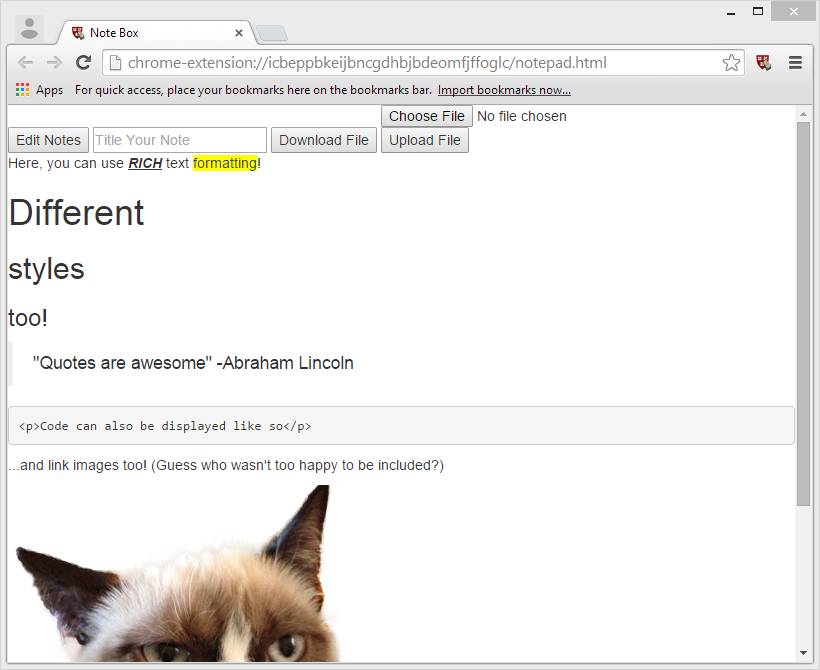 Note Box
chrome-extension://icbeppbkeijbncgdhbjbdeomfjffoglc/notepad.html
Apps For quick access, place your bookmarks here on the bookmarks bar. Import bookmarks now...
Choose File No file chosen
Edit Notes Title Your Note Download File Upload File
Here, you can use RICH text formatting!
Different
styles
too!
"Quotes are awesome" -Abraham Lincoln
<p>Code can also be displayed like so</p>
...and link images too! (Guess who wasn't too happy to be included?)